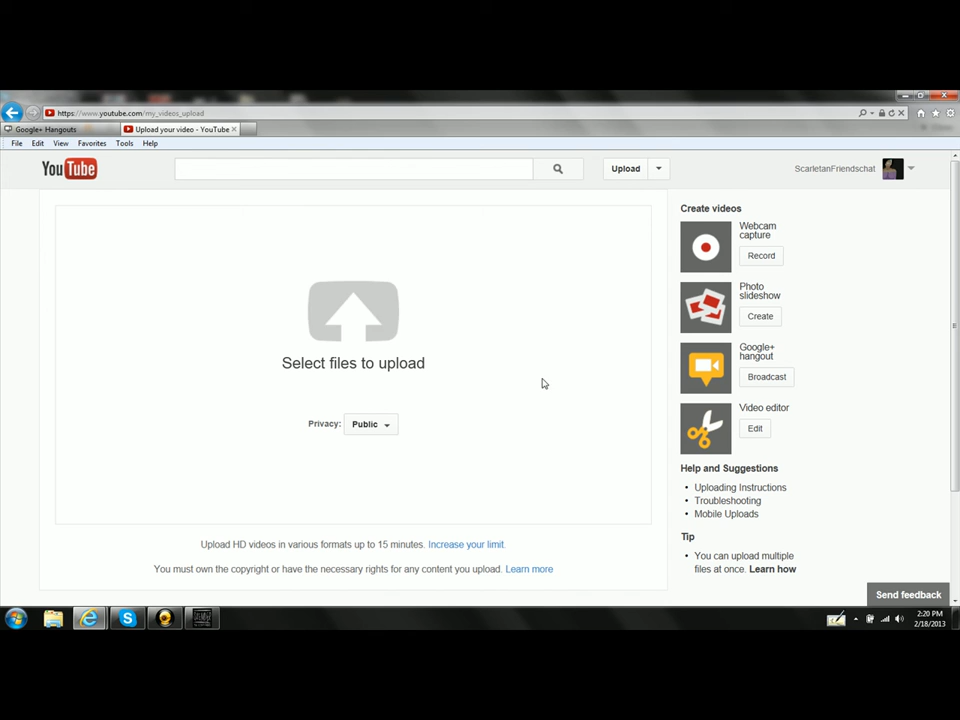 https://www.youtube.com/my_videos_upload
Google+ Hangouts
Upload your video - YouTube
File Edit View Favorites Tools Help
YouTube
Upload
ScarletanFriendschat
Select files to upload
Privacy: Public
Upload HD videos in various formats up to 15 minutes. Increase your limit.
You must own the copyright or have the necessary rights for any content you upload. Learn more
Create videos
Webcam
capture
Record
Photo
slideshow
Create
Google+
hangout
Broadcast
Video editor
Edit
Help and Suggestions
• Uploading Instructions
• Troubleshooting
• Mobile Uploads
Tip
• You can upload multiple
files at once. Learn how
Send feedback
2:20 PM
2/18/2013